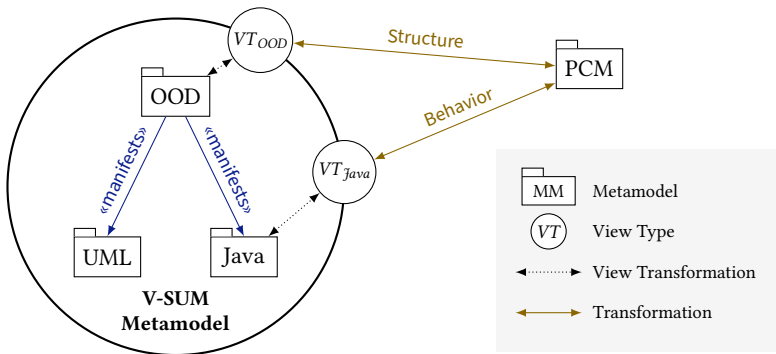 VT_OOD
Structure
PCM
OOD
Behavior
«manifests»
«manifests»
VT_Java
UML
Java
V-SUM
Metamodel
MM
Metamodel
VT
View Type
View Transformation
Transformation